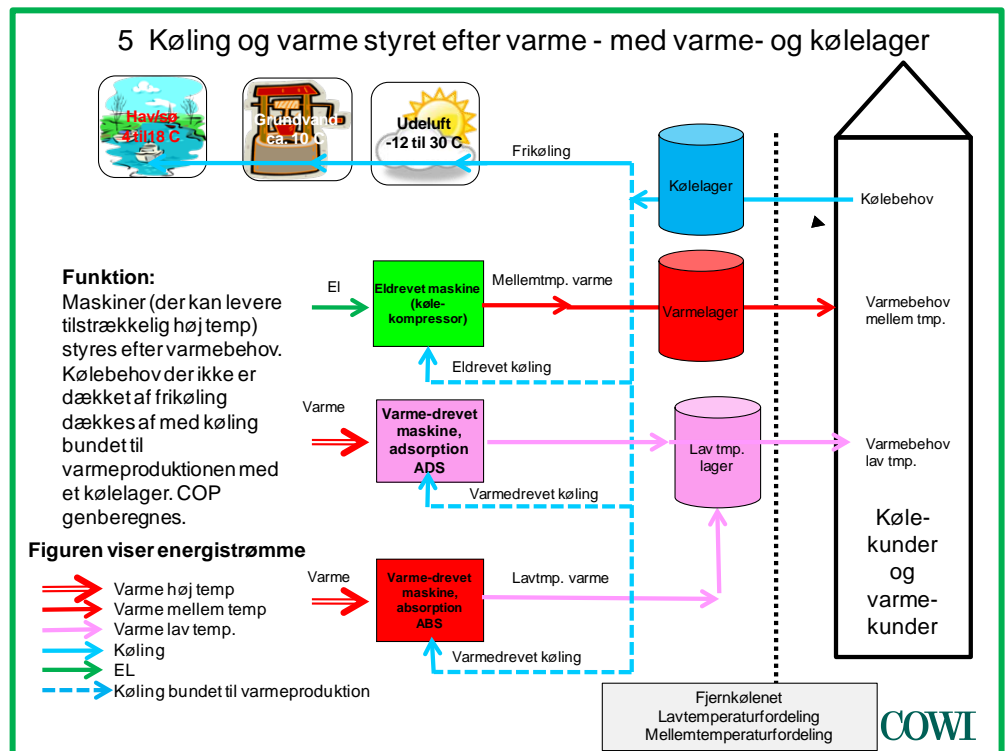 5 Køling og varme styret efter varme - med varme- og kølelager
Hav/sø
4 til 18 C
Grundvand
ca. 10 C
Udeluft
-12 til 30 C
Frikøling
Kølelager
Kølebehov
Funktion:
Maskiner (der kan levere
tilstrækkelig høj temp)
styres efter varmebehov.
Kølebehov der ikke er
dækket af frikøling
dækkes af med køling
bundet til
varmeproduktionen med
et kølelager. COP
genberegnes.
El
Eldrevet maskine
(køle-
kompressor)
Mellemtmp. varme
Varmelager
Varmebehov
mellem tmp.
Eldrevet køling
Varme
Varme-drevet
maskine,
adsorption
ADS
Lav tmp.
lager
Varmebehov
lav tmp.
Varmedrevet køling
Varme
Varme-drevet
maskine,
absorption
ABS
Lavtmp. varme
Varmedrevet køling
Køle-
kunder
og
varme-
kunder
Figuren viser energistrømme
Varme høj temp
Varme mellem temp
Varme lav temp.
Køling
EL
Køling bundet til varmeproduktion
Fjernkølenet
Lavtemperaturfordeling
Mellemtemperaturfordeling
COWI